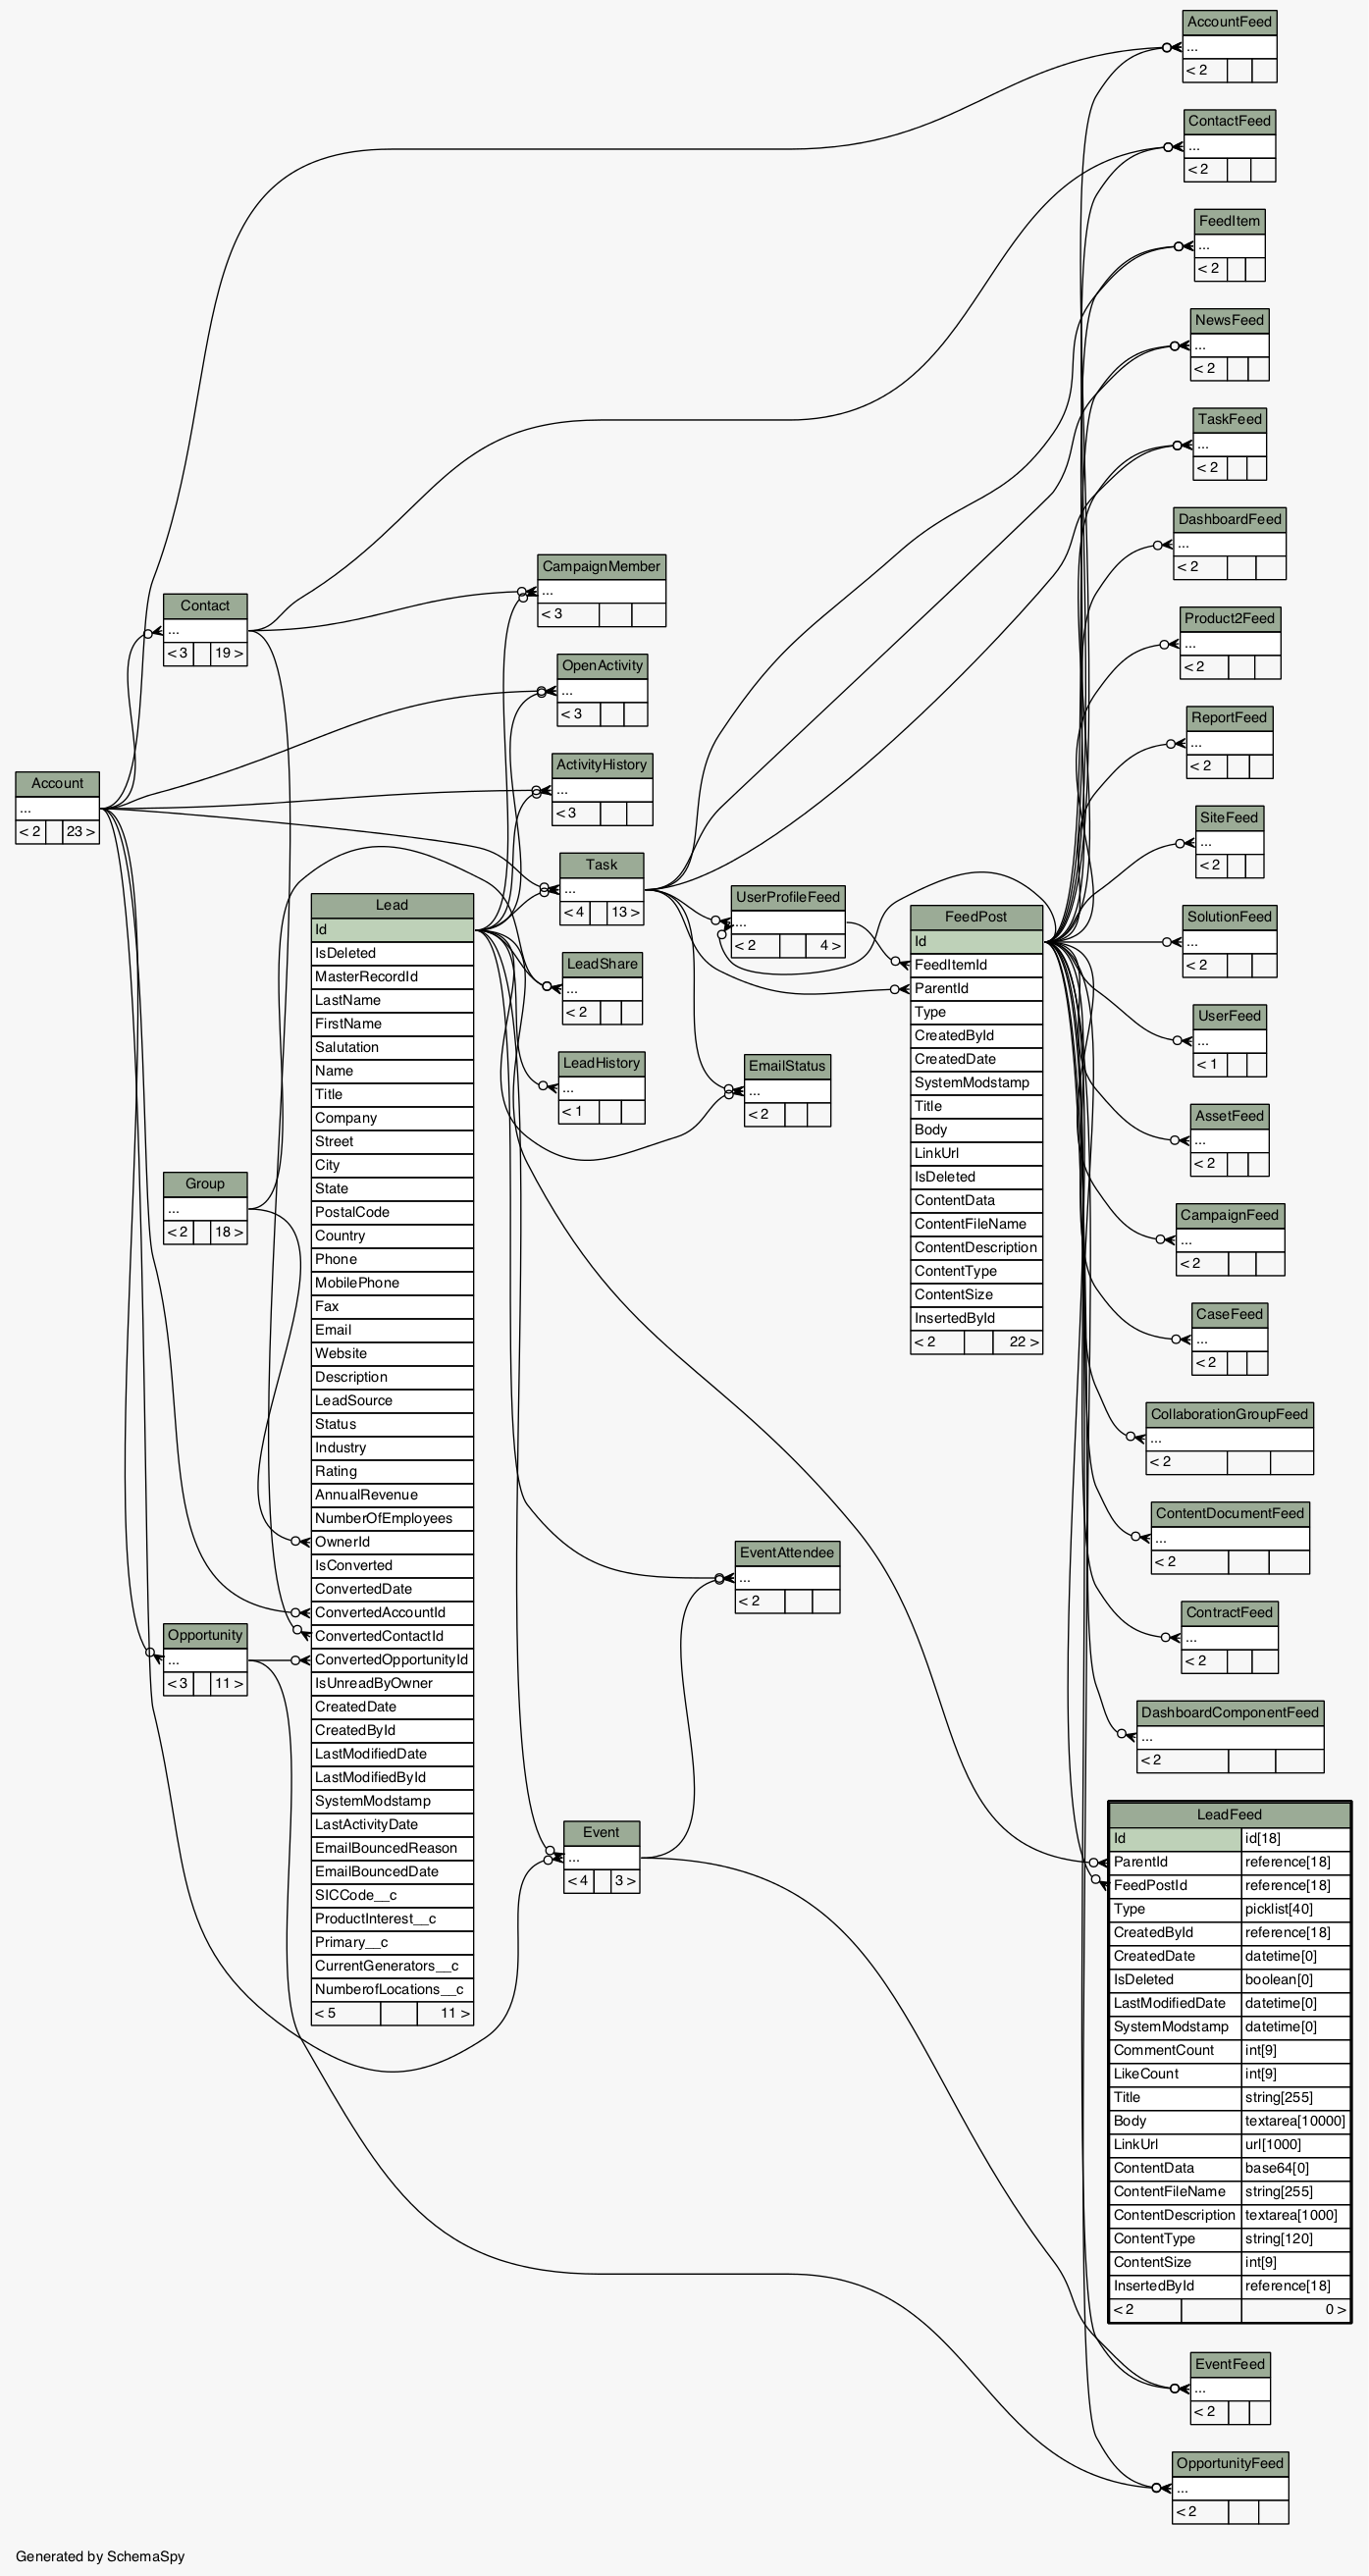 AccountFeed
...
< 2
ContactFeed
...
< 2
FeedItem
...
< 2
NewsFeed
...
< 2
TaskFeed
...
< 2
DashboardFeed
...
< 2
Product2Feed
...
< 2
ReportFeed
...
< 2
SiteFeed
...
< 2
SolutionFeed
...
< 2
UserFeed
...
< 1
AssetFeed
...
< 2
CampaignFeed
...
< 2
CaseFeed
...
< 2
CollaborationGroupFeed
...
< 2
ContentDocumentFeed
...
< 2
ContractFeed
...
< 2
DashboardComponentFeed
...
< 2
CampaignMember
...
< 3
OpenActivity
...
< 3
ActivityHistory
...
< 3
Task
...
< 4 13 >
LeadShare
...
< 2
LeadHistory
...
< 1
Contact
...
< 3 19 >
Account
...
< 2 23 >
Group
...
< 2 18 >
Opportunity
...
< 3 11 >
Lead
Id
IsDeleted
MasterRecordId
LastName
FirstName
Salutation
Name
Title
Company
Street
City
State
PostalCode
Country
Phone
MobilePhone
Fax
Email
Website
Description
LeadSource
Status
Industry
Rating
AnnualRevenue
NumberOfEmployees
OwnerId
IsConverted
ConvertedDate
ConvertedAccountId
ConvertedContactId
ConvertedOpportunityId
IsUnreadByOwner
CreatedDate
CreatedById
LastModifiedDate
LastModifiedById
SystemModstamp
LastActivityDate
EmailBouncedReason
EmailBouncedDate
SICCode__c
ProductInterest__c
Primary__c
CurrentGenerators__c
NumberofLocations__c
< 5 11 >
UserProfileFeed
...
< 2 4 >
EmailStatus
...
< 2
FeedPost
Id
FeedItemId
ParentId
Type
CreatedById
CreatedDate
SystemModstamp
Title
Body
LinkUrl
IsDeleted
ContentData
ContentFileName
ContentDescription
ContentType
ContentSize
InsertedById
< 2 22 >
EventAttendee
...
< 2
Event
...
< 4 3 >
LeadFeed
Id id[18]
ParentId reference[18]
FeedPostId reference[18]
Type picklist[40]
CreatedById reference[18]
CreatedDate datetime[0]
IsDeleted boolean[0]
LastModifiedDate datetime[0]
SystemModstamp datetime[0]
CommentCount int[9]
LikeCount int[9]
Title string[255]
Body textarea[10000]
LinkUrl url[1000]
ContentData base64[0]
ContentFileName string[255]
ContentDescription textarea[1000]
ContentType string[120]
ContentSize int[9]
InsertedById reference[18]
< 2 0 >
EventFeed
...
< 2
OpportunityFeed
...
< 2
Generated by SchemaSpy